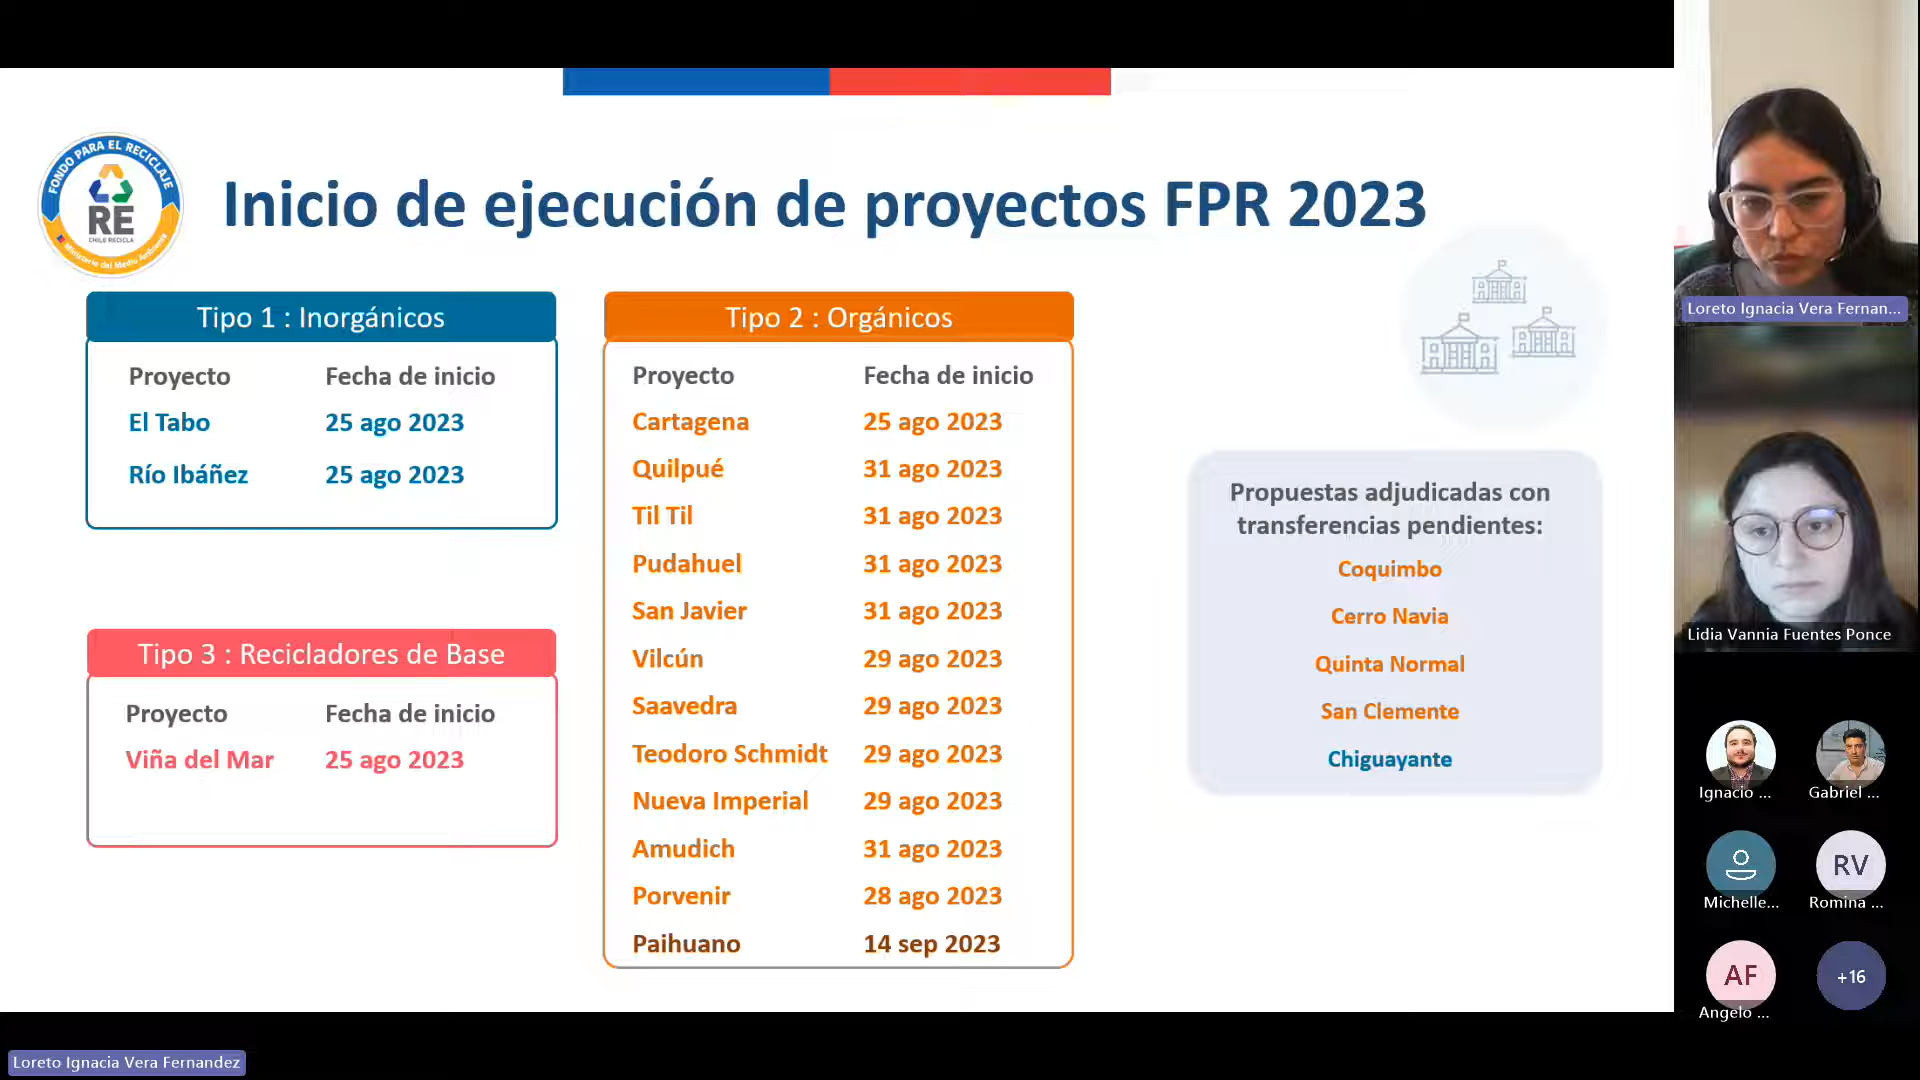 FONDO PARA EL RECICLAJE
RE
CHILE RECICLA
Ministerio del Medio Ambiente
Inicio de ejecución de proyectos FPR 2023
Tipo 1 : Inorgánicos
Proyecto Fecha de inicio
El Tabo 25 ago 2023
Río Ibáñez 25 ago 2023
Tipo 3 : Recicladores de Base
Proyecto Fecha de inicio
Viña del Mar 25 ago 2023
Tipo 2 : Orgánicos
Proyecto Fecha de inicio
Cartagena 25 ago 2023
Quilpué 31 ago 2023
Til Til 31 ago 2023
Pudahuel 31 ago 2023
San Javier 31 ago 2023
Vilcún 29 ago 2023
Saavedra 29 ago 2023
Teodoro Schmidt 29 ago 2023
Nueva Imperial 29 ago 2023
Amudich 31 ago 2023
Porvenir 28 ago 2023
Paihuano 14 sep 2023
Propuestas adjudicadas con
transferencias pendientes:
Coquimbo
Cerro Navia
Quinta Normal
San Clemente
Chiguayante
Loreto Ignacia Vera Fernan...
Lidia Vannia Fuentes Ponce
Ignacio ...
Gabriel ...
Michelle...
RV
Romina ...
AF
Angelo ...
+16
Loreto Ignacia Vera Fernandez